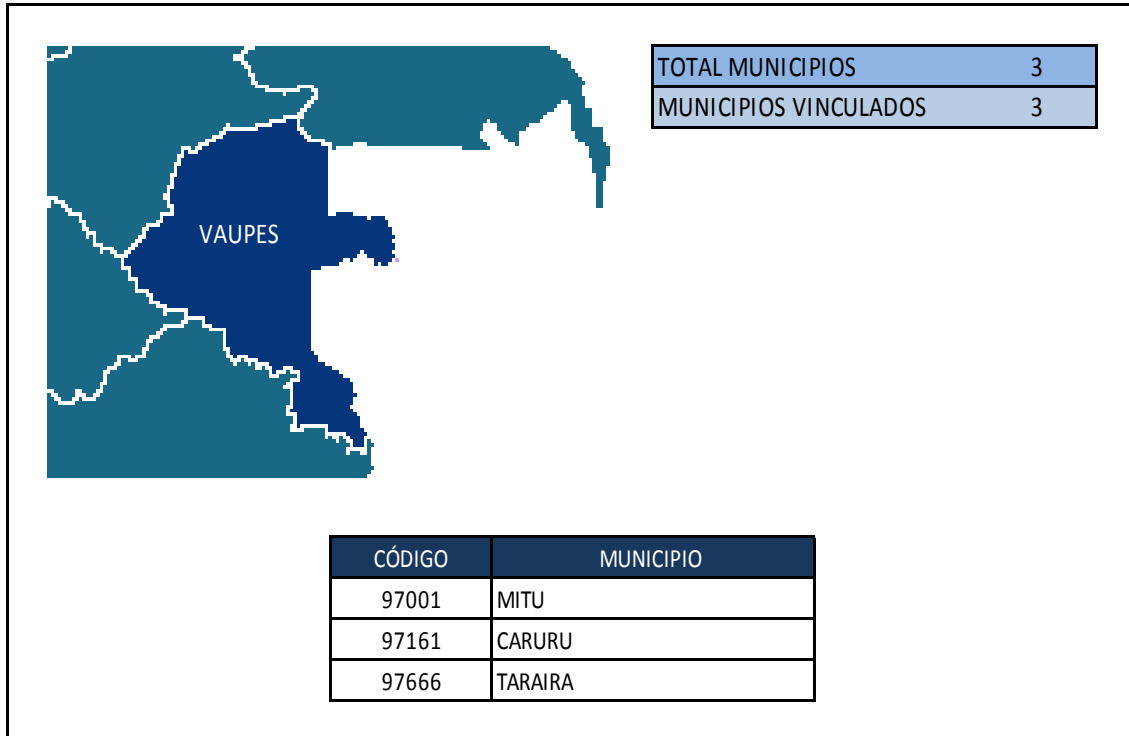 TOTAL MUNICIPIOS 3
MUNICIPIOS VINCULADOS 3
VAUPES
CÓDIGO MUNICIPIO
97001 MITU
97161 CARURU
97666 TARAIRA